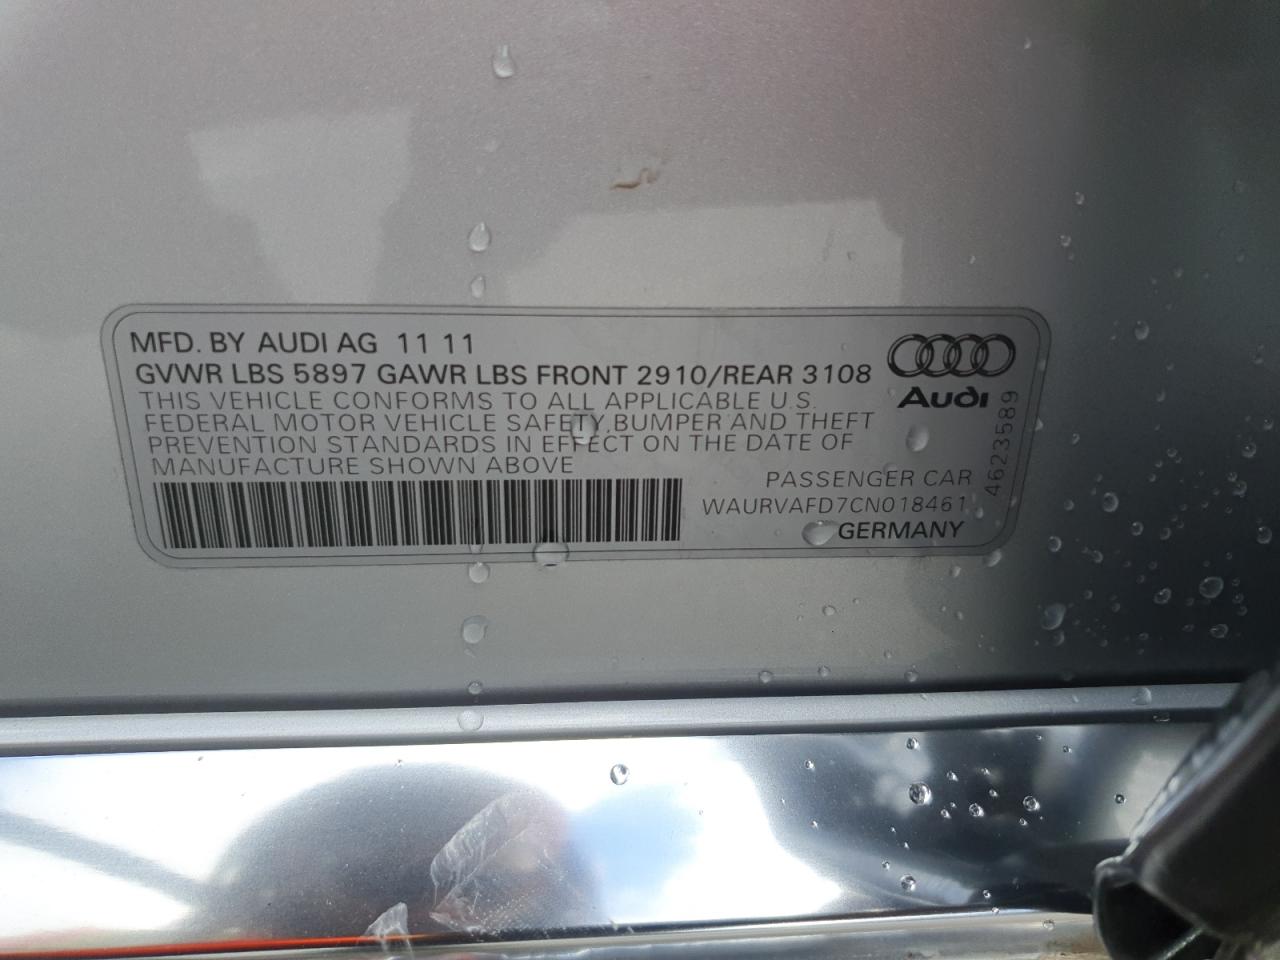 MFD. BY AUDI AG 11 11
GVWR LBS 5897 GAWR LBS FRONT 2910/REAR 3108
THIS VEHICLE CONFORMS TO ALL APPLICABLE U.S.
FEDERAL MOTOR VEHICLE SAFETY, BUMPER AND THEFT
PREVENTION STANDARDS IN EFFECT ON THE DATE OF
MANUFACTURE SHOWN ABOVE
PASSENGER CAR
WAURVAFD7CN018461
GERMANY
Audi
4623589